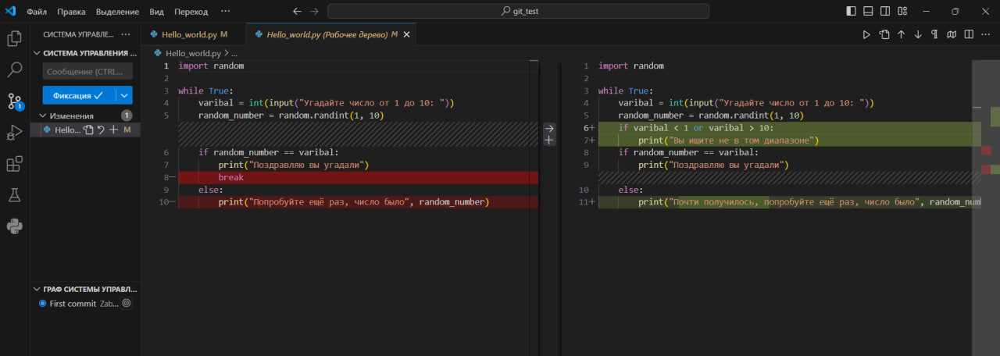 Файл Правка Выделение Вид Переход ··· git_test
СИСТЕМА УПРАВЛЕ... ···
Hello_world.py M
Hello_world.py (Рабочее дерево) M
СИСТЕМА УПРАВЛЕНИЯ ...
Сообщение (CTRL...
Фиксация
1
Изменения 1
Hello... M
ГРАФ СИСТЕМЫ УПРАВЛ...
First commit Zab...
Hello_world.py > ...
1 import random
2
3 while True:
4 varibal = int(input("Угадайте число от 1 до 10: "))
5 random_number = random.randint(1, 10)
6 if random_number == varibal:
7 print("Поздравляю вы угадали")
8− break
9 else:
10− print("Попробуйте ещё раз, число было", random_number)
1 import random
2
3 while True:
4 varibal = int(input("Угадайте число от 1 до 10: "))
5 random_number = random.randint(1, 10)
6+ if varibal < 1 or varibal > 10:
7+ print("Вы ищите не в том диапазоне")
8 if random_number == varibal:
9 print("Поздравляю вы угадали")
10 else:
11+ print("Почти получилось, попробуйте ещё раз, число было", random_num